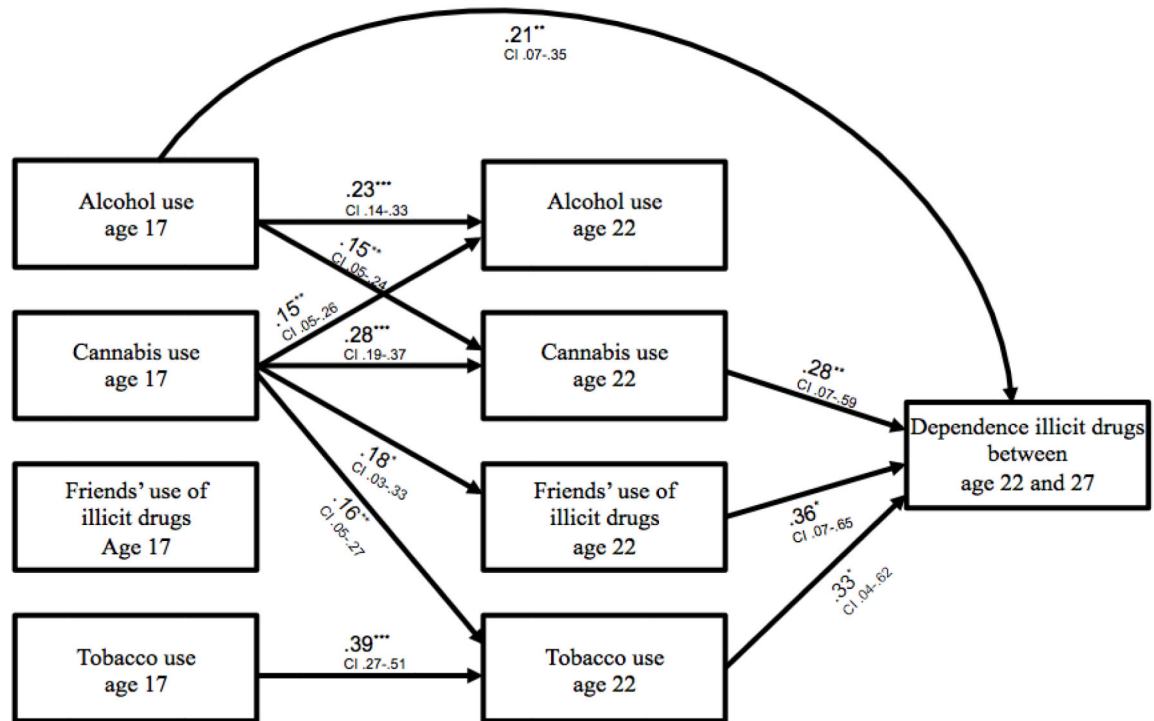 .21**
CI .07-.35
Alcohol use
age 17
.23***
CI .14-.33
Alcohol use
age 22
.15**
CI .05-.24
.15**
CI .05-.26
Cannabis use
age 17
.28***
CI .19-.37
Cannabis use
age 22
.28**
CI .07-.59
Dependence illicit drugs
between
age 22 and 27
.18*
CI .03-.33
.16**
CI .05-.27
Friends’ use of
illicit drugs
Age 17
Friends’ use of
illicit drugs
age 22
.36*
CI .07-.65
.33*
CI .04-.62
Tobacco use
age 17
.39***
CI .27-.51
Tobacco use
age 22